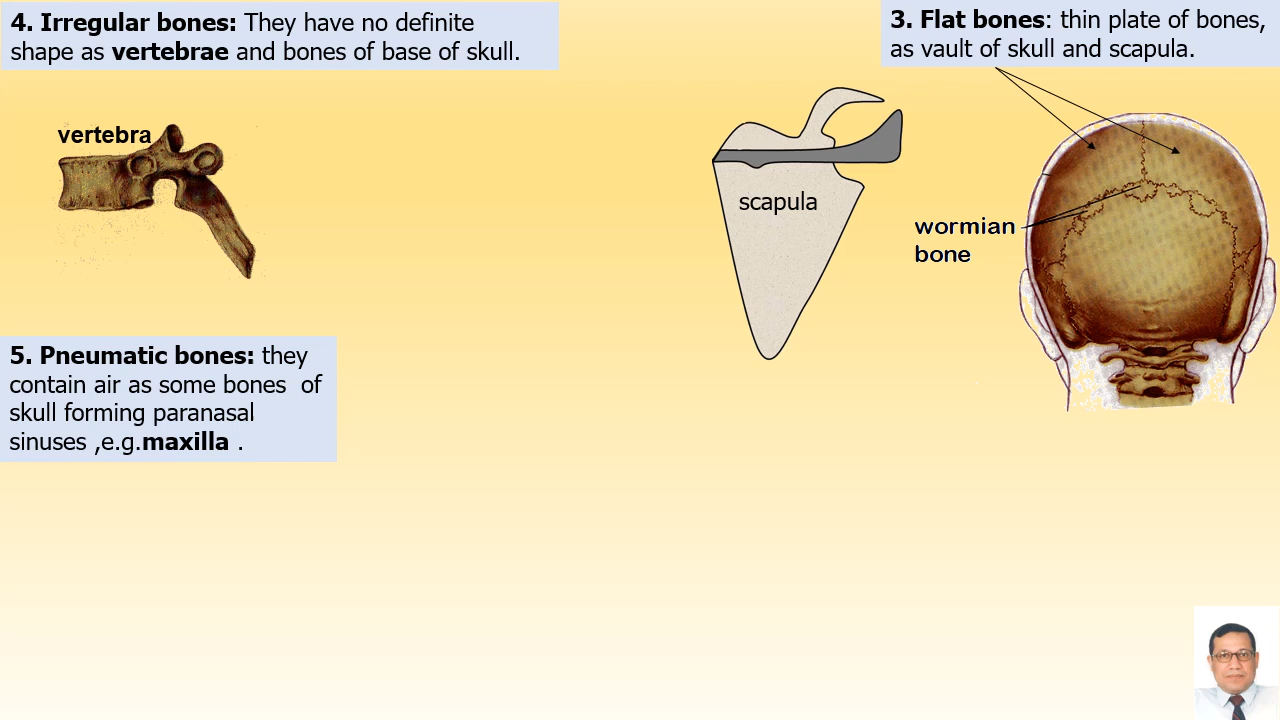 4. Irregular bones: They have no definite
shape as vertebrae and bones of base of skull.
3. Flat bones: thin plate of bones,
as vault of skull and scapula.
vertebra
scapula
wormian
bone
5. Pneumatic bones: they
contain air as some bones  of
skull forming paranasal
sinuses ,e.g.maxilla .